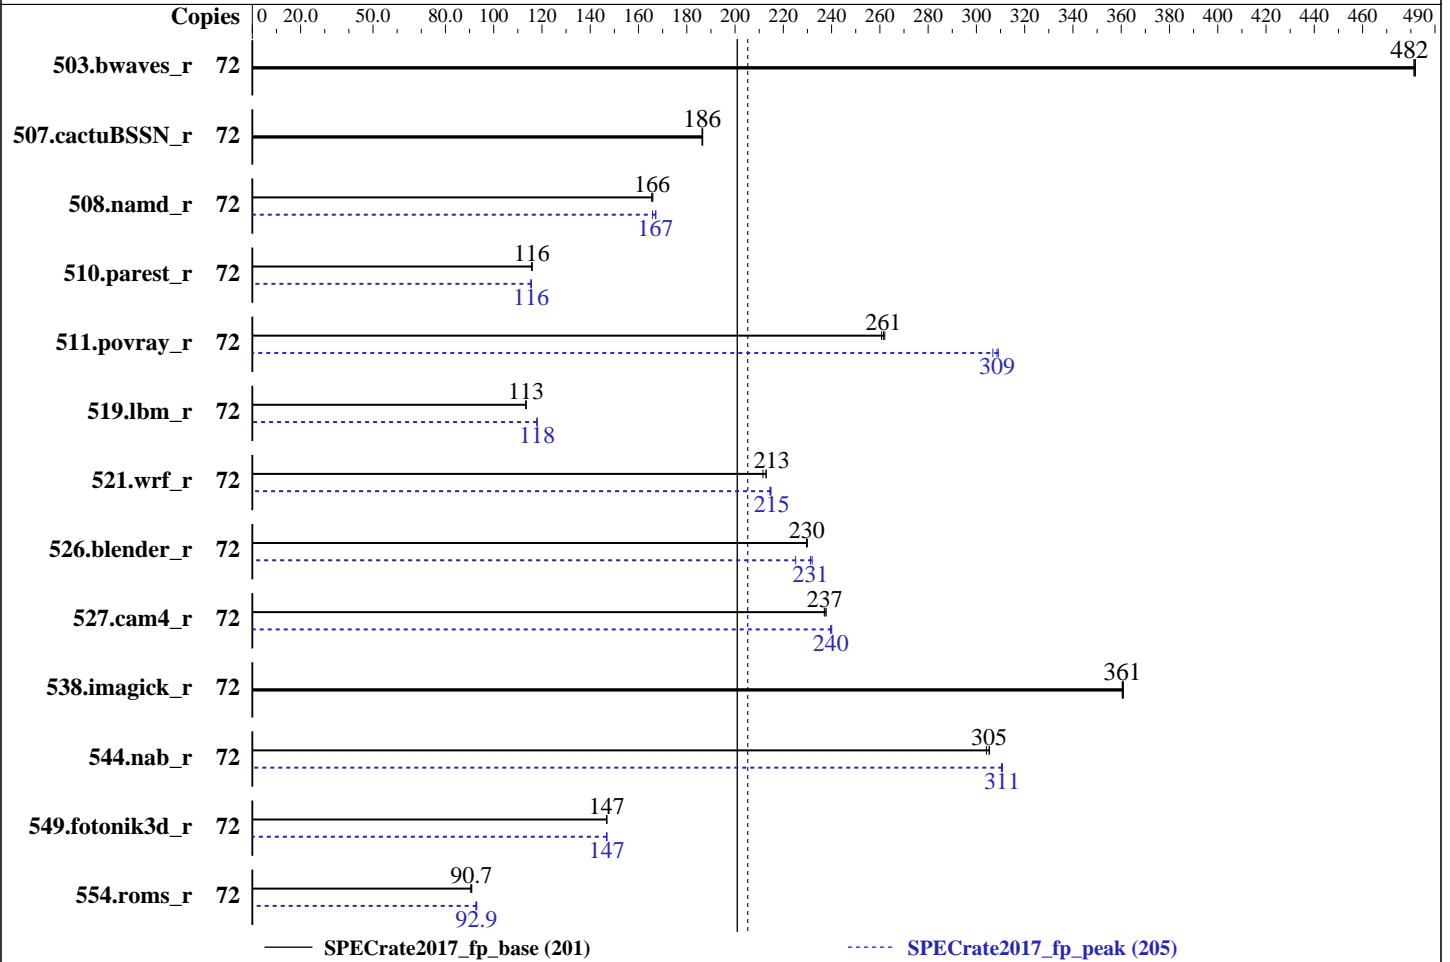 Copies 0 20.0 50.0 80.0 100 120 140 160 180 200 220 240 260 280 300 320 340 360 380 400 420 440 460 490
482
503.bwaves_r 72
186
507.cactuBSSN_r 72
166
508.namd_r 72
167
116
510.parest_r 72
116
261
511.povray_r 72
309
113
519.lbm_r 72
118
213
521.wrf_r 72
215
230
526.blender_r 72
231
237
527.cam4_r 72
240
361
538.imagick_r 72
305
544.nab_r 72
311
147
549.fotonik3d_r 72
147
90.7
554.roms_r 72
92.9
SPECrate2017_fp_base (201) SPECrate2017_fp_peak (205)